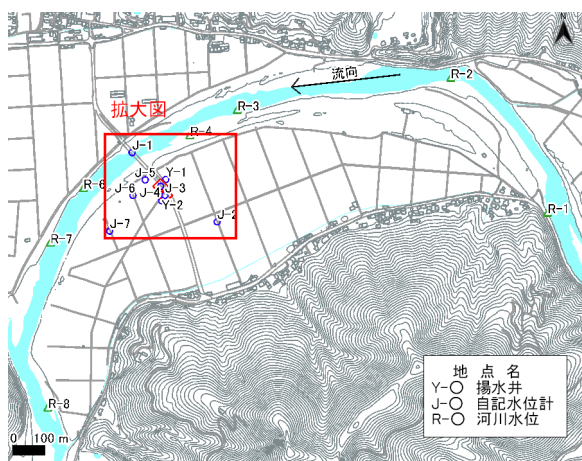 R-2
流向
拡大図
R-3
R-4
J-1
J-5
Y-1
R-6
J-6
J-4
J-3
Y-2
J-2
R-1
J-7
R-7
R-8
地 点 名
Y-○ 揚水井
J-○ 自記水位計
R-○ 河川水位
0 100 m